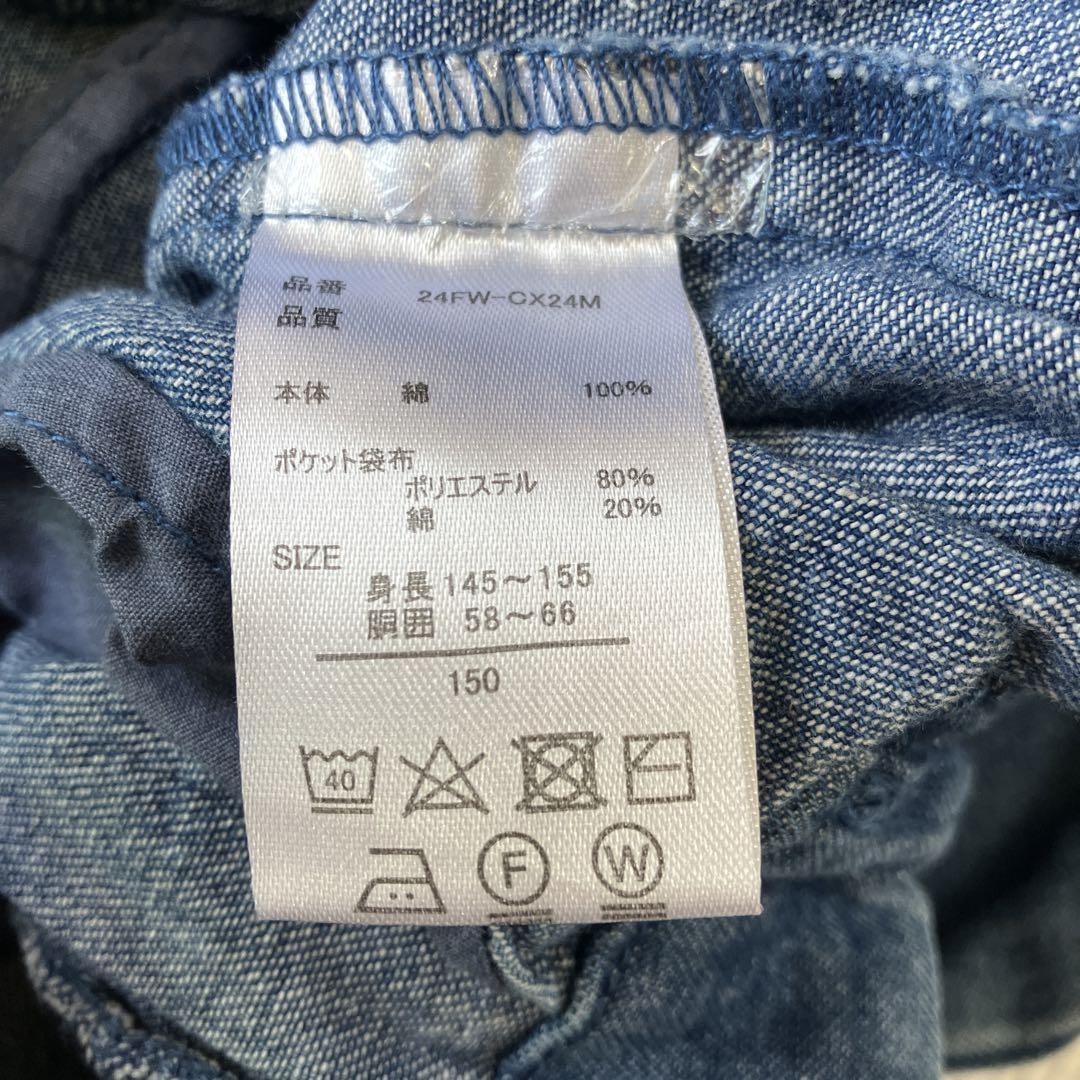 品番 24FW-CX24M
品質
本体 綿 100%
ポケット袋布
ポリエステル 80%
綿 20%
SIZE
身長 145～155
胴囲 58～66
150
40
F W